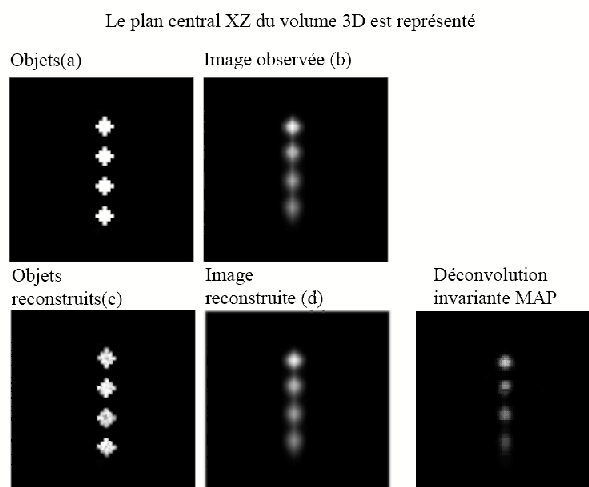 Le plan central XZ du volume 3D est représenté
Objets(a)
Image observée (b)
Objets
reconstruits(c)
Image
reconstruite (d)
Déconvolution
invariante MAP